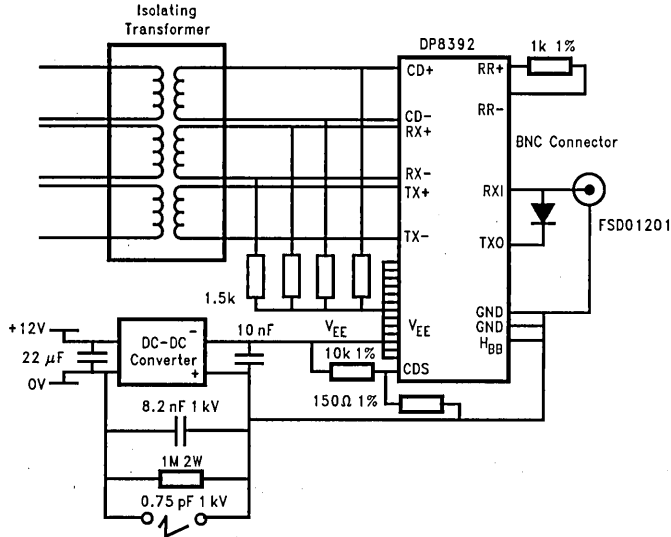 Isolating
Transformer
DP8392
1k 1%
CD+
RR+
CD-
RX+
RR-
BNC Connector
RX-
TX+
RXI
FSD01201
TX-
TXO
1.5k
GND
GND
HBB
+12V
22 μF
0V
DC-DC
Converter
-
+
10 nF
VEE
VEE
10k 1%
CDS
150Ω 1%
8.2 nF 1 kV
1M 2W
0.75 pF 1 kV